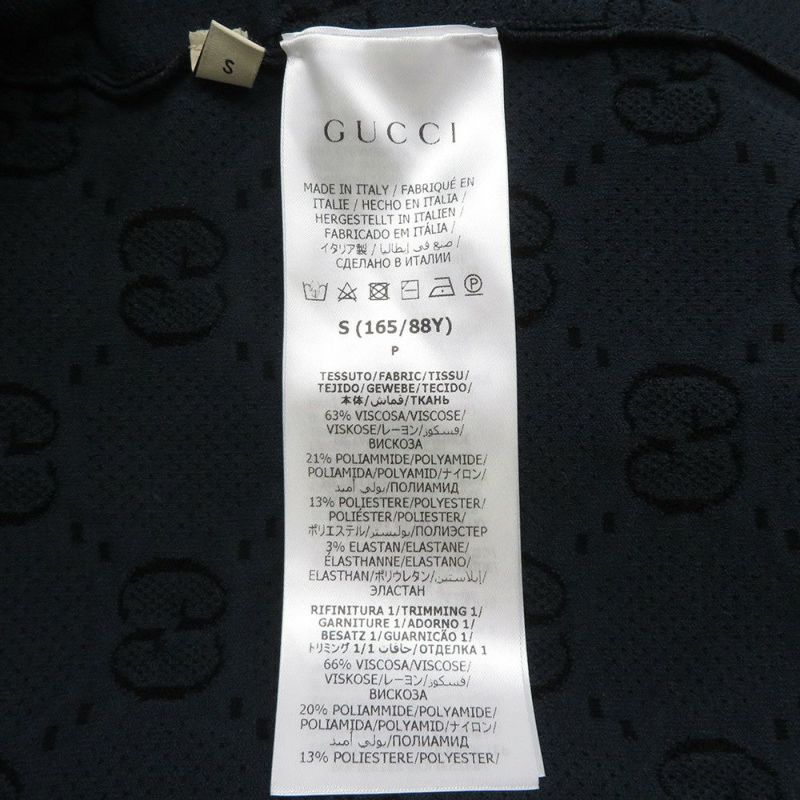 S
GUCCI
MADE IN ITALY / FABRIQUÉ EN
ITALIE / HECHO EN ITALIA /
HERGESTELLT IN ITALIEN /
FABRICADO EM ITÁLIA /
イタリア製 / صنع في إيطاليا /
СДЕЛАНО В ИТАЛИИ
P
S (165/88Y)
P
TESSUTO/FABRIC/TISSU/
TEJIDO/GEWEBE/TECIDO/
本体/قماش/ТКАНЬ
63% VISCOSA/VISCOSE/
VISKOSE/レーヨン/فسكوز/
ВИСКОЗА
21% POLIAMMIDE/POLYAMIDE/
POLIAMIDA/POLYAMID/ナイロン/
بولي أميد/ПОЛИАМИД
13% POLIESTERE/POLYESTER/
POLIÉSTER/POLIESTER/
ポリエステル/بوليستر/ПОЛИЭСТЕР
3% ELASTAN/ELASTANE/
ÉLASTHANNE/ELASTANO/
ELASTHAN/ポリウレタン/إيلاستين/
ЭЛАСТАН
RIFINITURA 1/TRIMMING 1/
GARNITURE 1/ADORNO 1/
BESATZ 1/GUARNIÇÃO 1/
トリミング 1/حافات 1/ОТДЕЛКА 1
66% VISCOSA/VISCOSE/
VISKOSE/レーヨン/فسكوز/
ВИСКОЗА
20% POLIAMMIDE/POLYAMIDE/
POLIAMIDA/POLYAMID/ナイロン/
بولي أميد/ПОЛИАМИД
13% POLIESTERE/POLYESTER/